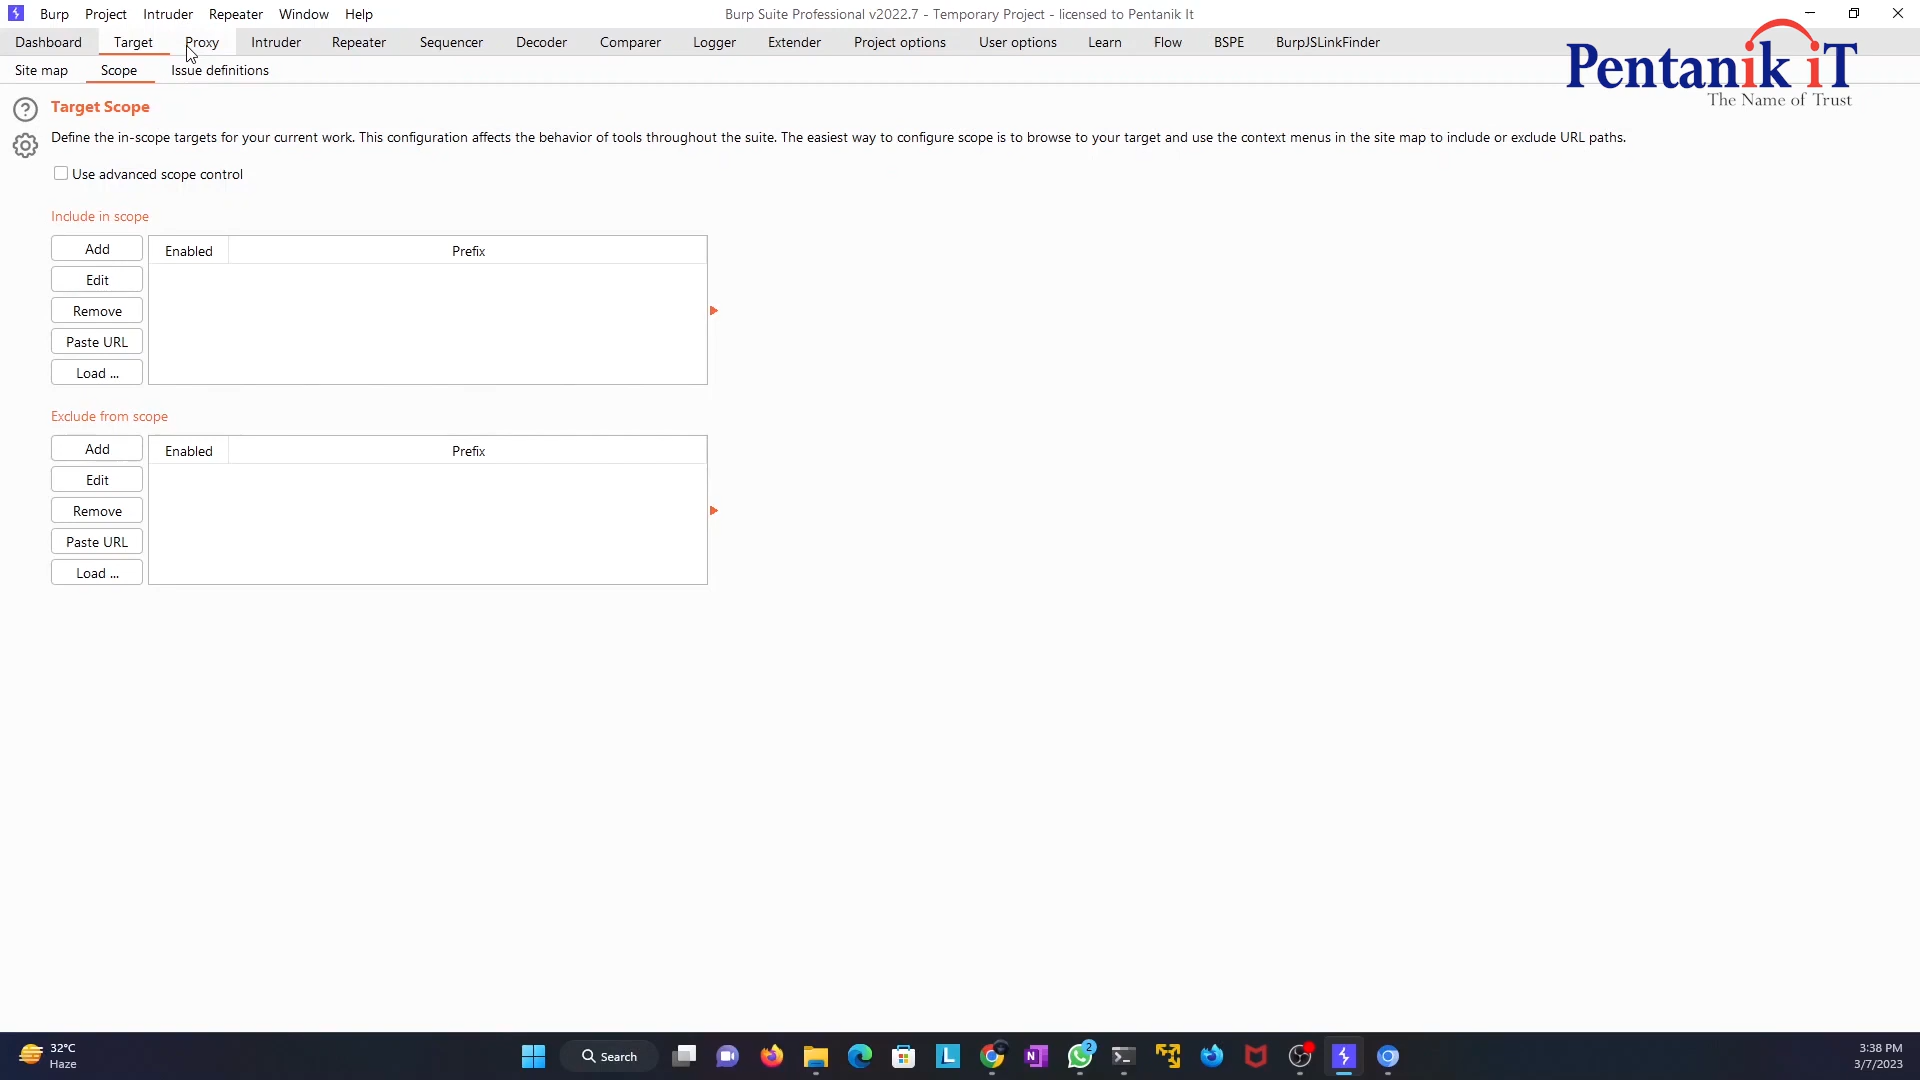 Burp Project Intruder Repeater Window Help Burp Suite Professional v2022.7 - Temporary Project - licensed to Pentanik It
Dashboard Target Proxy Intruder Repeater Sequencer Decoder Comparer Logger Extender Project options User options Learn Flow BSPE BurpJSLinkFinder
Site map Scope Issue definitions
Pentanik iT
The Name of Trust
Target Scope
Define the in-scope targets for your current work. This configuration affects the behavior of tools throughout the suite. The easiest way to configure scope is to browse to your target and use the context menus in the site map to include or exclude URL paths.
Use advanced scope control
Include in scope
Add Enabled Prefix
Edit
Remove
Paste URL
Load ...
Exclude from scope
Add Enabled Prefix
Edit
Remove
Paste URL
Load ...
32°C
Haze
Search
L
N
2
3:38 PM
3/7/2023